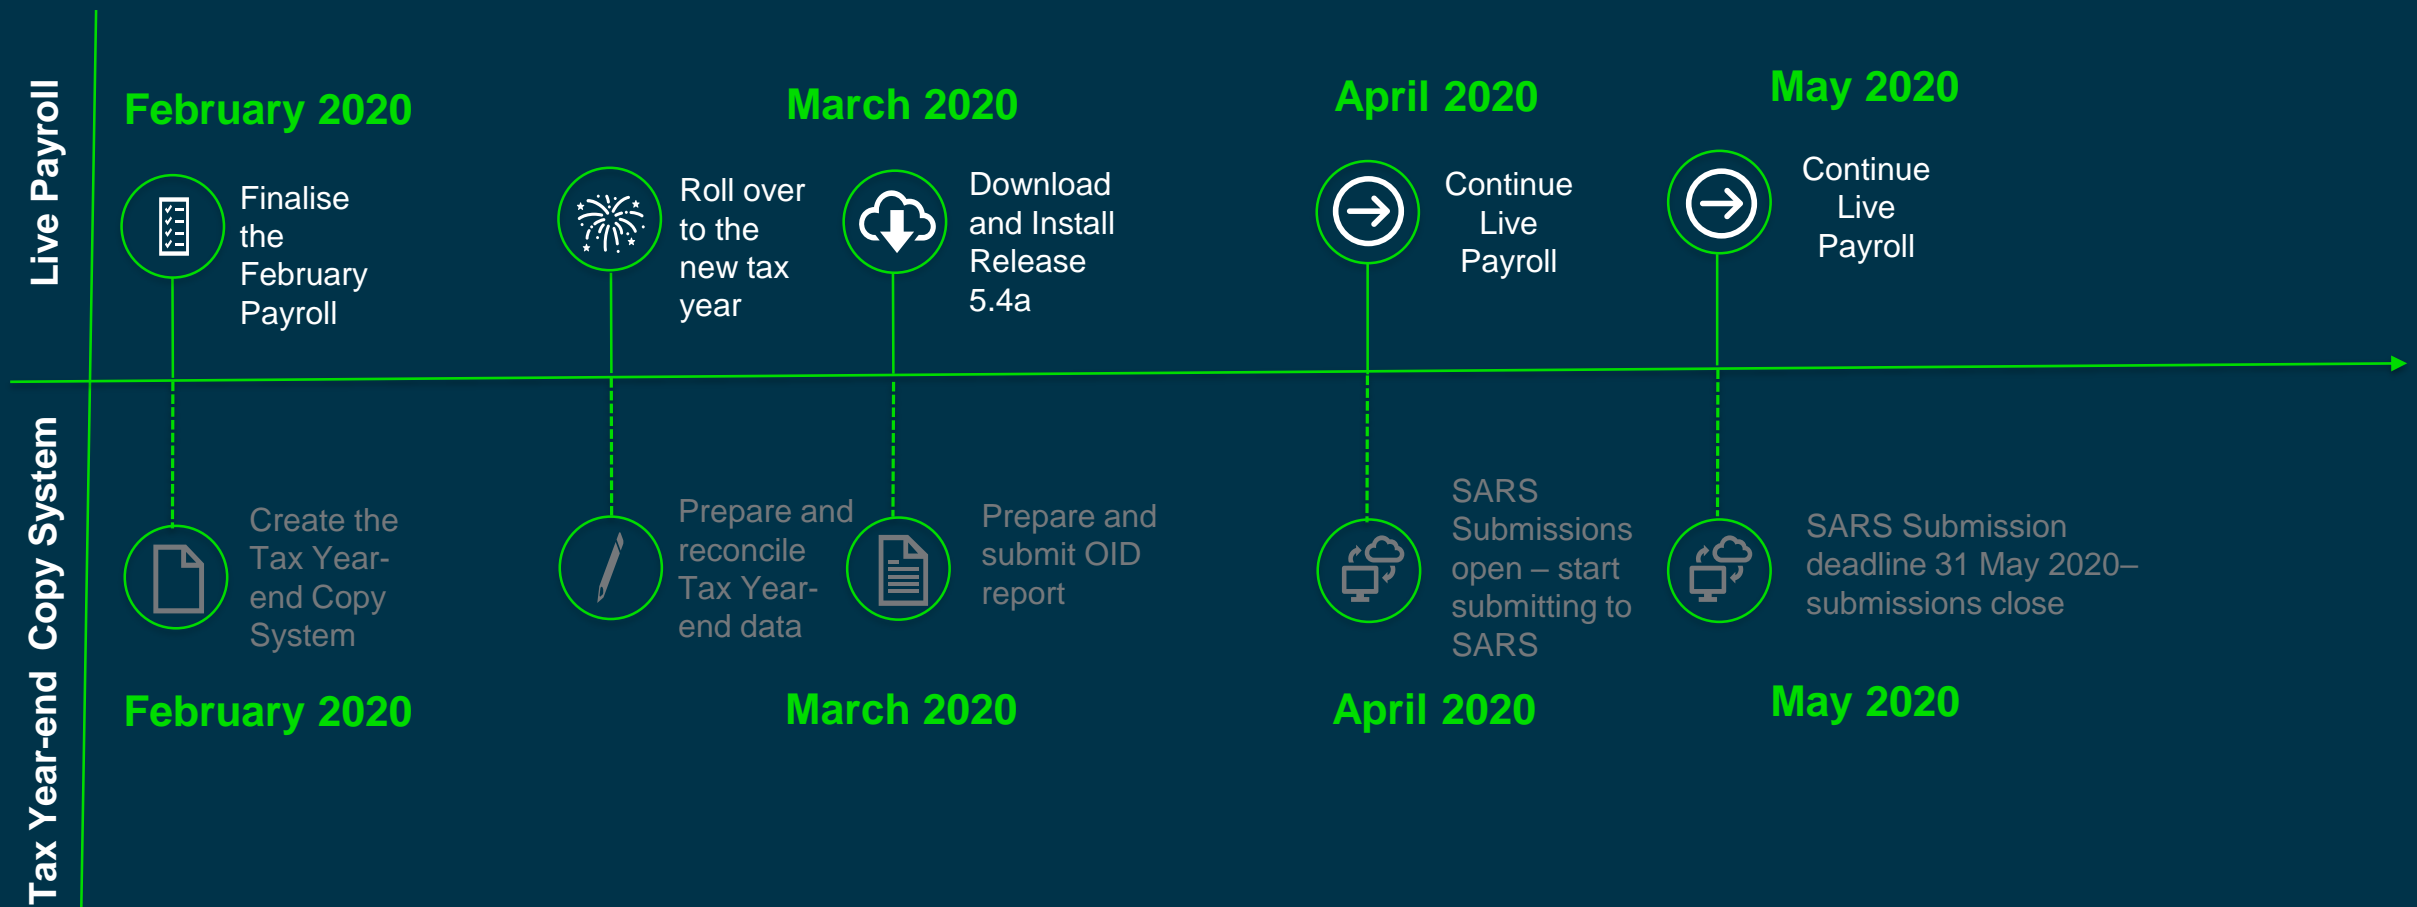 Live Payroll
February 2020
Finalise
the
February
Payroll
March 2020
Roll over
to the
new tax
year
Download
and Install
Release
5.4a
April 2020
Continue
Live
Payroll
May 2020
Continue
Live
Payroll
Tax Year-end Copy System
Create the
Tax Year-
end Copy
System
February 2020
Prepare and
reconcile
Tax Year-
end data
Prepare and
submit OID
report
March 2020
SARS
Submissions
open – start
submitting to
SARS
April 2020
SARS Submission
deadline 31 May 2020–
submissions close
May 2020